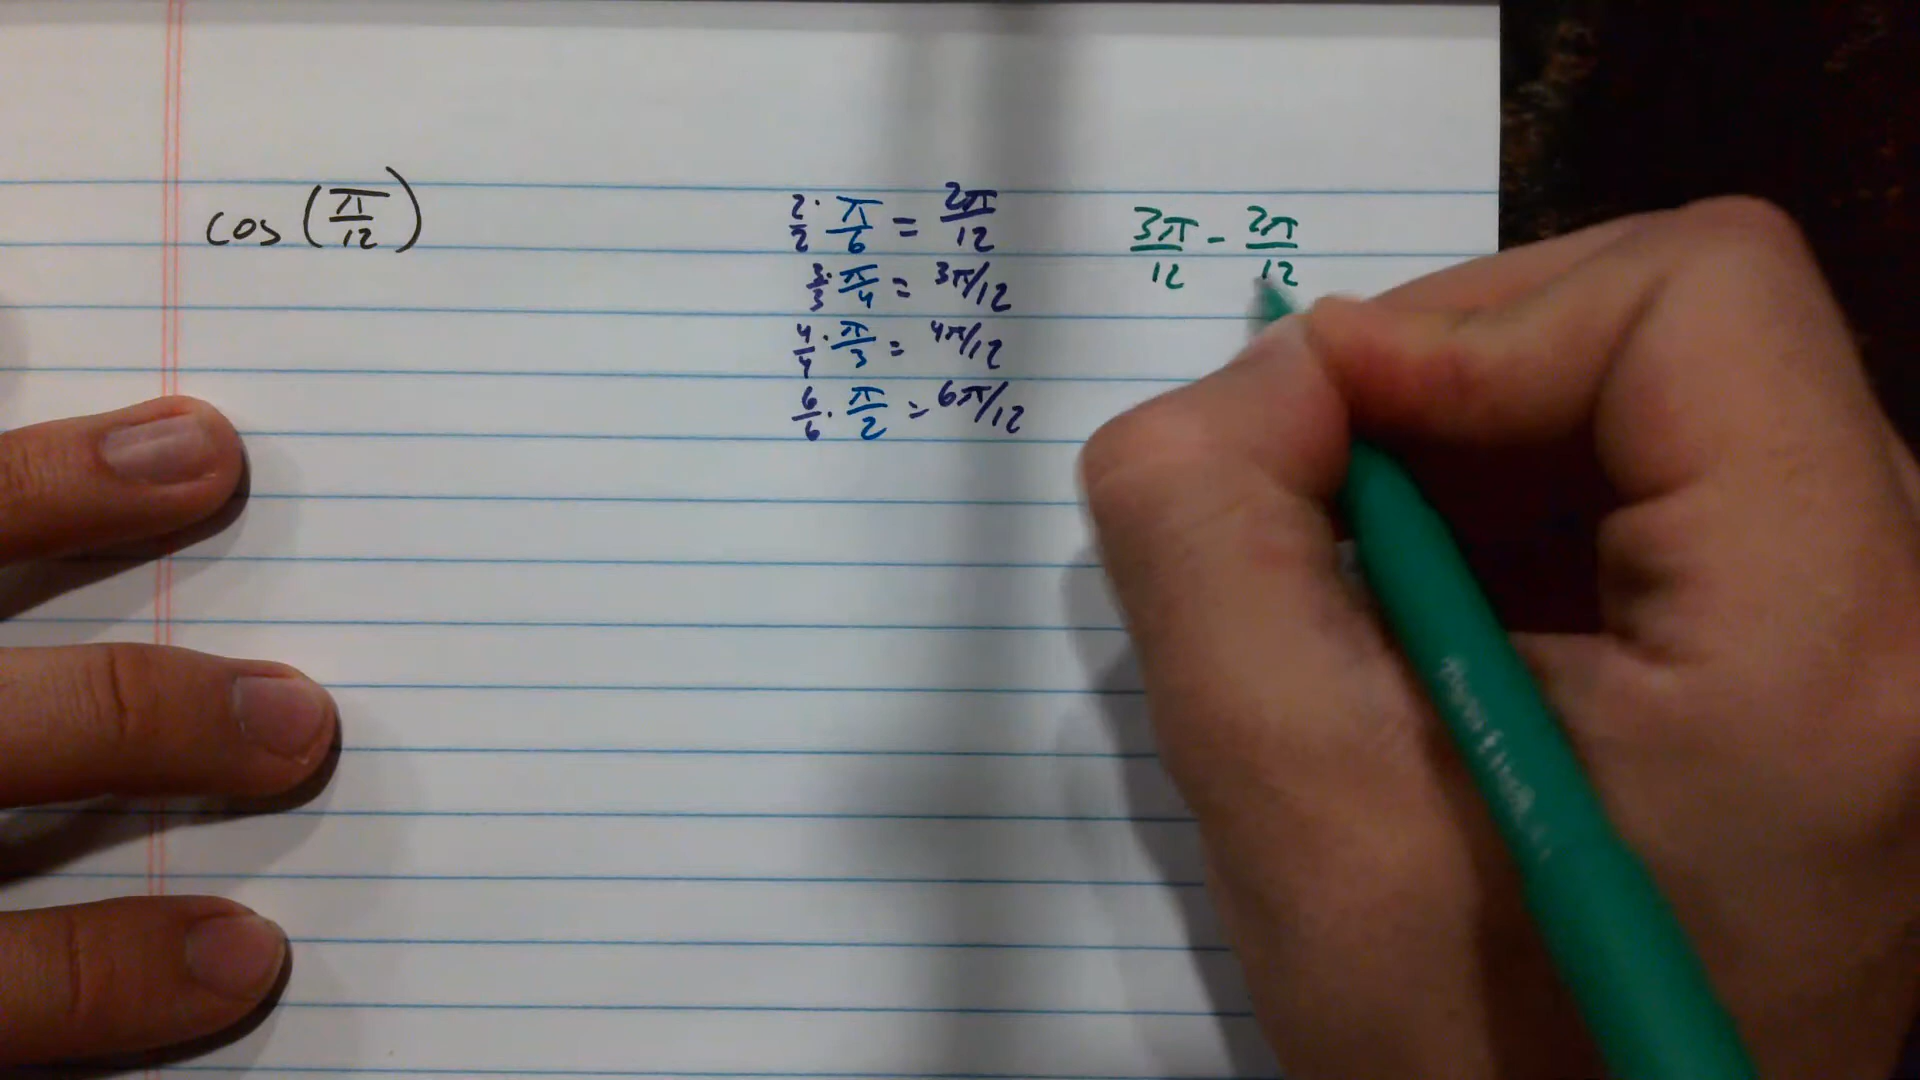 cos (π/12)
2/2 · π/6 = 2π/12
3/3 · π/4 = 3π/12
4/4 · π/3 = 4π/12
6/6 · π/2 = 6π/12
3π/12 - 2π/12